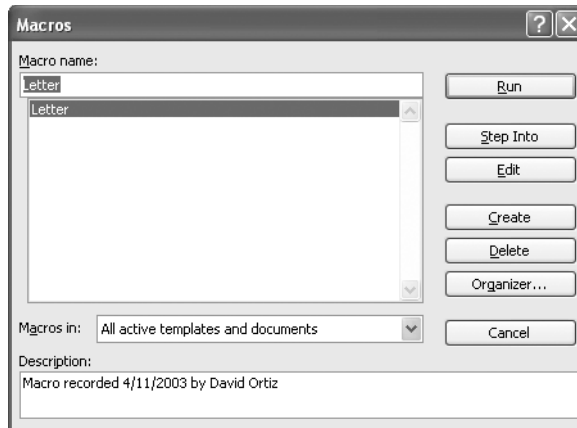 Macros
Macro name:
Letter
Run
Letter
Step Into
Edit
Create
Delete
Organizer...
Macros in: All active templates and documents
Cancel
Description:
Macro recorded 4/11/2003 by David Ortiz